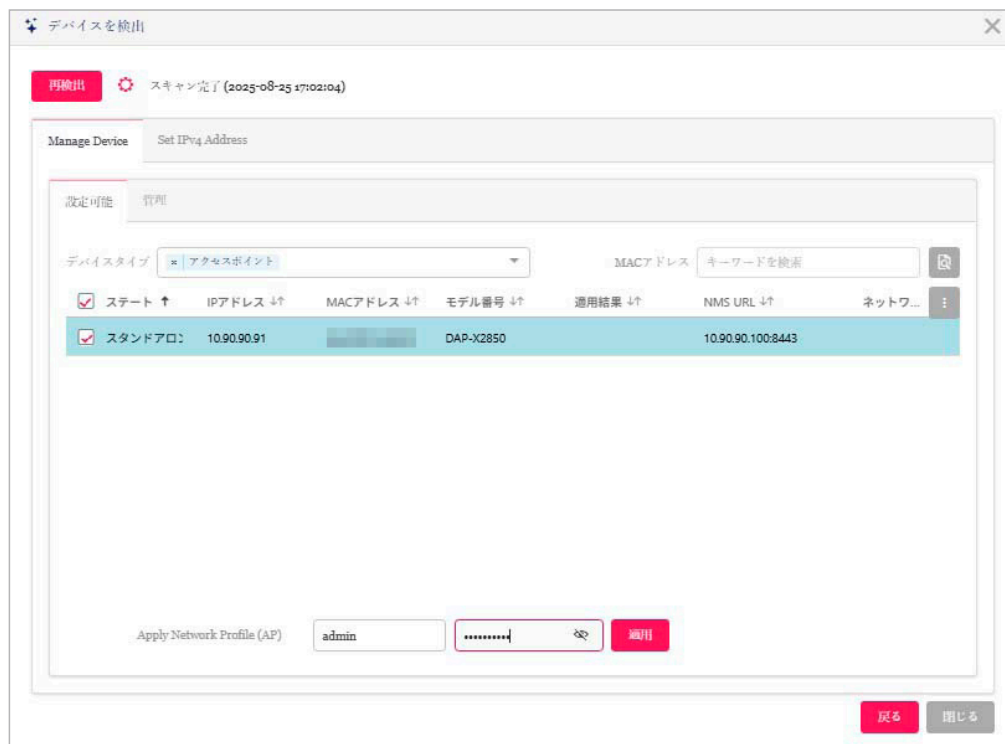 デバイスを検出
再検出 スキャン完了 (2025-08-25 17:02:04)
Manage Device Set IPv4 Address
設定可能 管理
デバイスタイプ × アクセスポイント MACアドレス キーワードを検索
ステート ↑ IPアドレス ↓↑ MACアドレス ↓↑ モデル番号 ↓↑ 適用結果 ↓↑ NMS URL ↓↑ ネットワ...
スタンドアロン 10.90.90.91 DAP-X2850 10.90.90.100:8443
Apply Network Profile (AP) admin •••••••••• 適用
戻る 閉じる